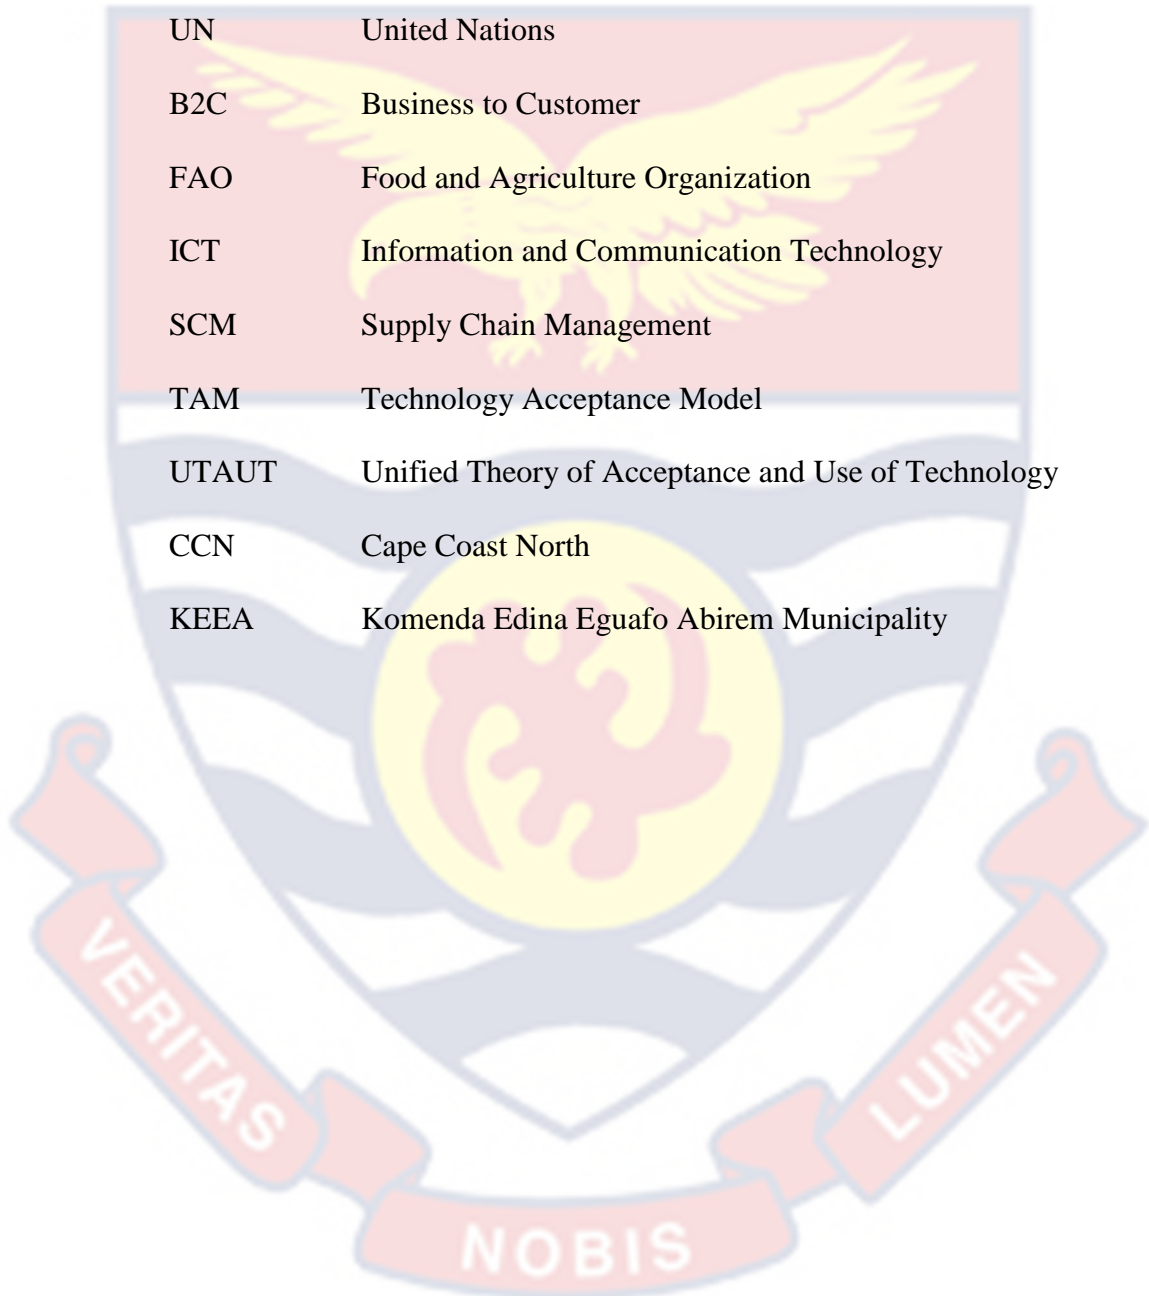 UN United Nations
B2C Business to Customer
FAO Food and Agriculture Organization
ICT Information and Communication Technology
SCM Supply Chain Management
TAM Technology Acceptance Model
UTAUT Unified Theory of Acceptance and Use of Technology
CCN Cape Coast North
KEEA Komenda Edina Eguafo Abirem Municipality
VERITAS
NOBIS
LUMEN